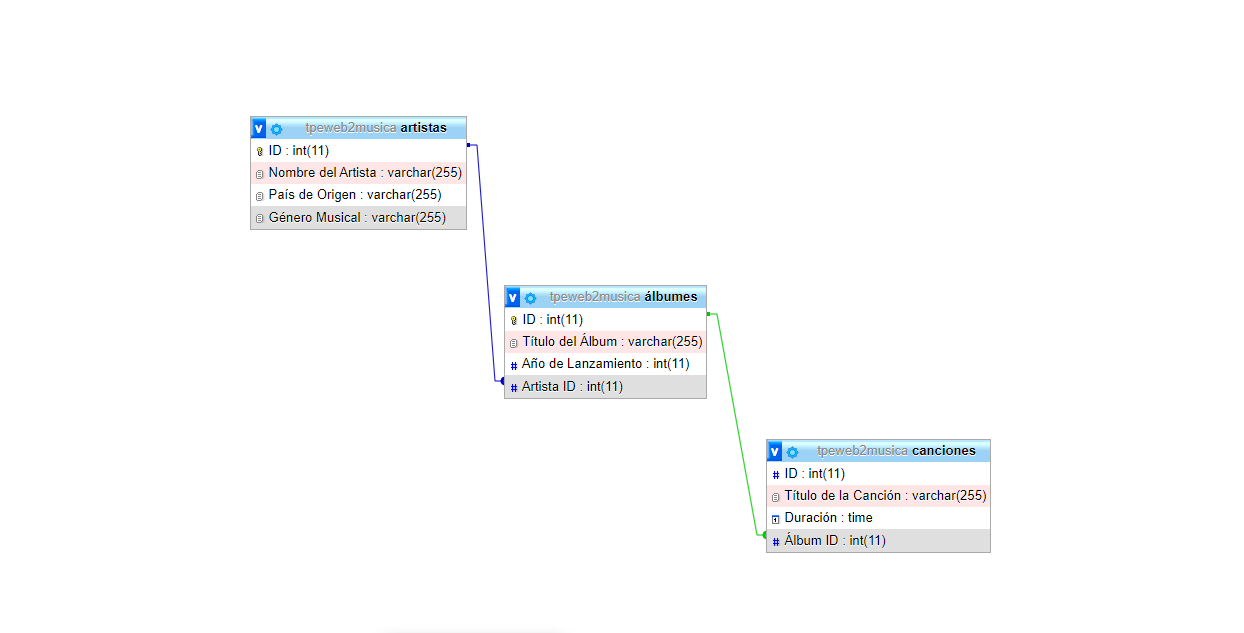 v tpeweb2musica artistas
ID : int(11)
Nombre del Artista : varchar(255)
País de Origen : varchar(255)
Género Musical : varchar(255)
v tpeweb2musica álbumes
ID : int(11)
Título del Álbum : varchar(255)
# Año de Lanzamiento : int(11)
# Artista ID : int(11)
v tpeweb2musica canciones
# ID : int(11)
Título de la Canción : varchar(255)
Duración : time
# Álbum ID : int(11)